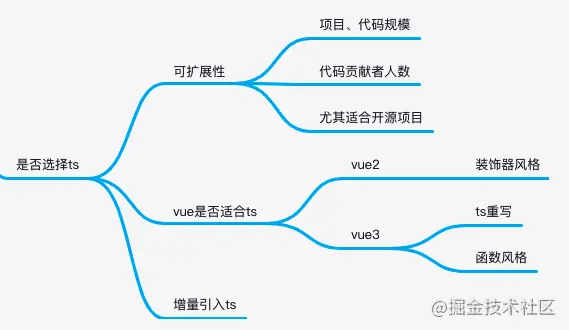 项目、代码规模
可扩展性
代码贡献者人数
尤其适合开源项目
是否选择ts
vue2
装饰器风格
vue是否适合ts
ts重写
vue3
函数风格
增量引入ts
@掘金技术社区